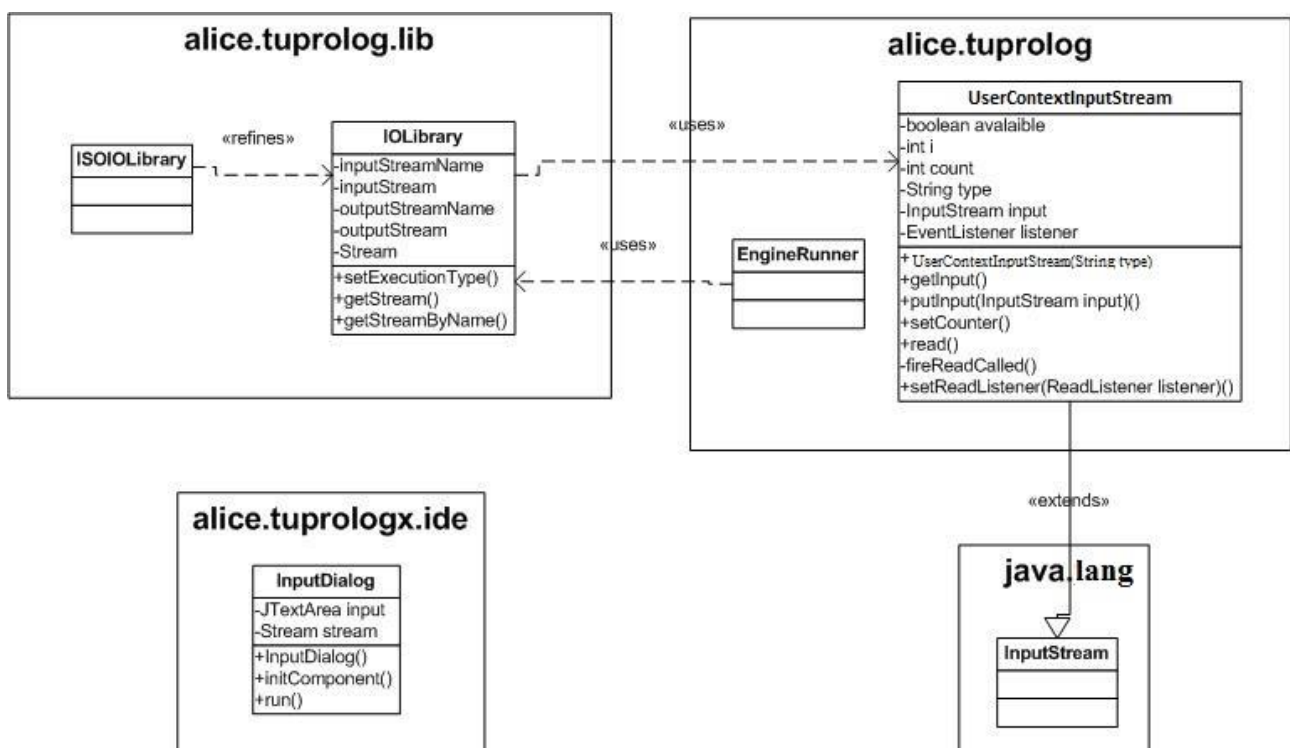 alice.tuprolog.lib
ISOIOLibrary
«refines»
IOLibrary
-inputStreamName
-inputStream
-outputStreamName
-outputStream
-Stream
+setExecutionType()
+getStream()
+getStreamByName()
«uses»
«uses»
alice.tuprolog
EngineRunner
UserContextInputStream
-boolean avalaible
-int i
-int count
-String type
-InputStream input
-EventListener listener
+ UserContextInputStream(String type)
+getInput()
+putInput(InputStream input)()
+setCounter()
+read()
-fireReadCalled()
+setReadListener(ReadListener listener)()
«extends»
alice.tuprologx.ide
InputDialog
-JTextArea input
-Stream stream
+InputDialog()
+initComponent()
+run()
java.lang
InputStream